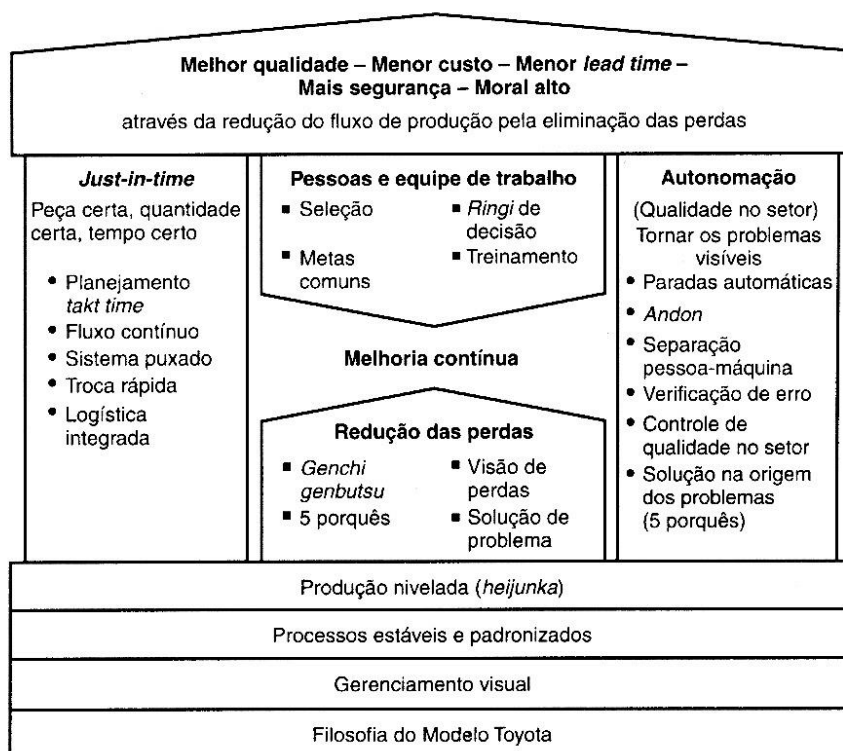 Melhor qualidade – Menor custo – Menor lead time –
Mais segurança – Moral alto
através da redução do fluxo de produção pela eliminação das perdas
Just-in-time
Peça certa, quantidade
certa, tempo certo
• Planejamento
takt time
• Fluxo contínuo
• Sistema puxado
• Troca rápida
• Logística
integrada
Pessoas e equipe de trabalho
■ Seleção
■ Ringi de
decisão
■ Metas
comuns
■ Treinamento
Melhoria contínua
Redução das perdas
■ Genchi
genbutsu
■ Visão de
perdas
■ 5 porquês
■ Solução de
problema
Autonomação
(Qualidade no setor)
Tornar os problemas
visíveis
• Paradas automáticas
• Andon
• Separação
pessoa-máquina
• Verificação de erro
• Controle de
qualidade no setor
• Solução na origem
dos problemas
(5 porquês)
Produção nivelada (heijunka)
Processos estáveis e padronizados
Gerenciamento visual
Filosofia do Modelo Toyota